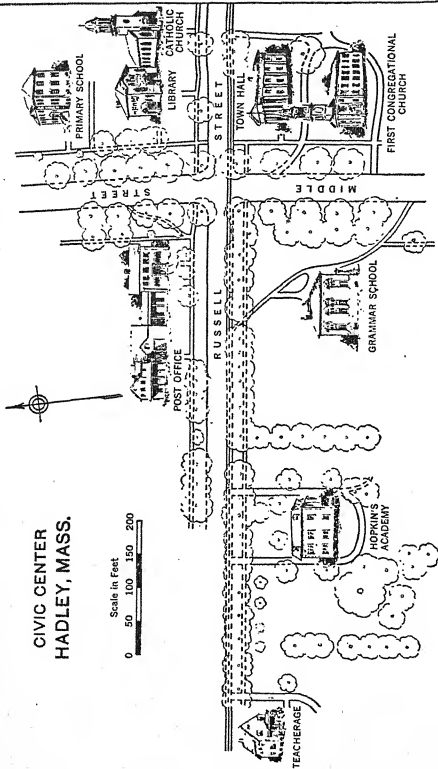 CIVIC CENTER
HADLEY, MASS.
Scale in Feet
0 50 100 150 200
PRIMARY SCHOOL
LIBRARY
CATHOLIC
CHURCH
POST OFFICE
RUSSELL STREET
MIDDLE STREET
TOWN HALL
FIRST CONGREGATIONAL
CHURCH
GRAMMAR SCHOOL
HOPKIN'S
ACADEMY
TEACHERAGE